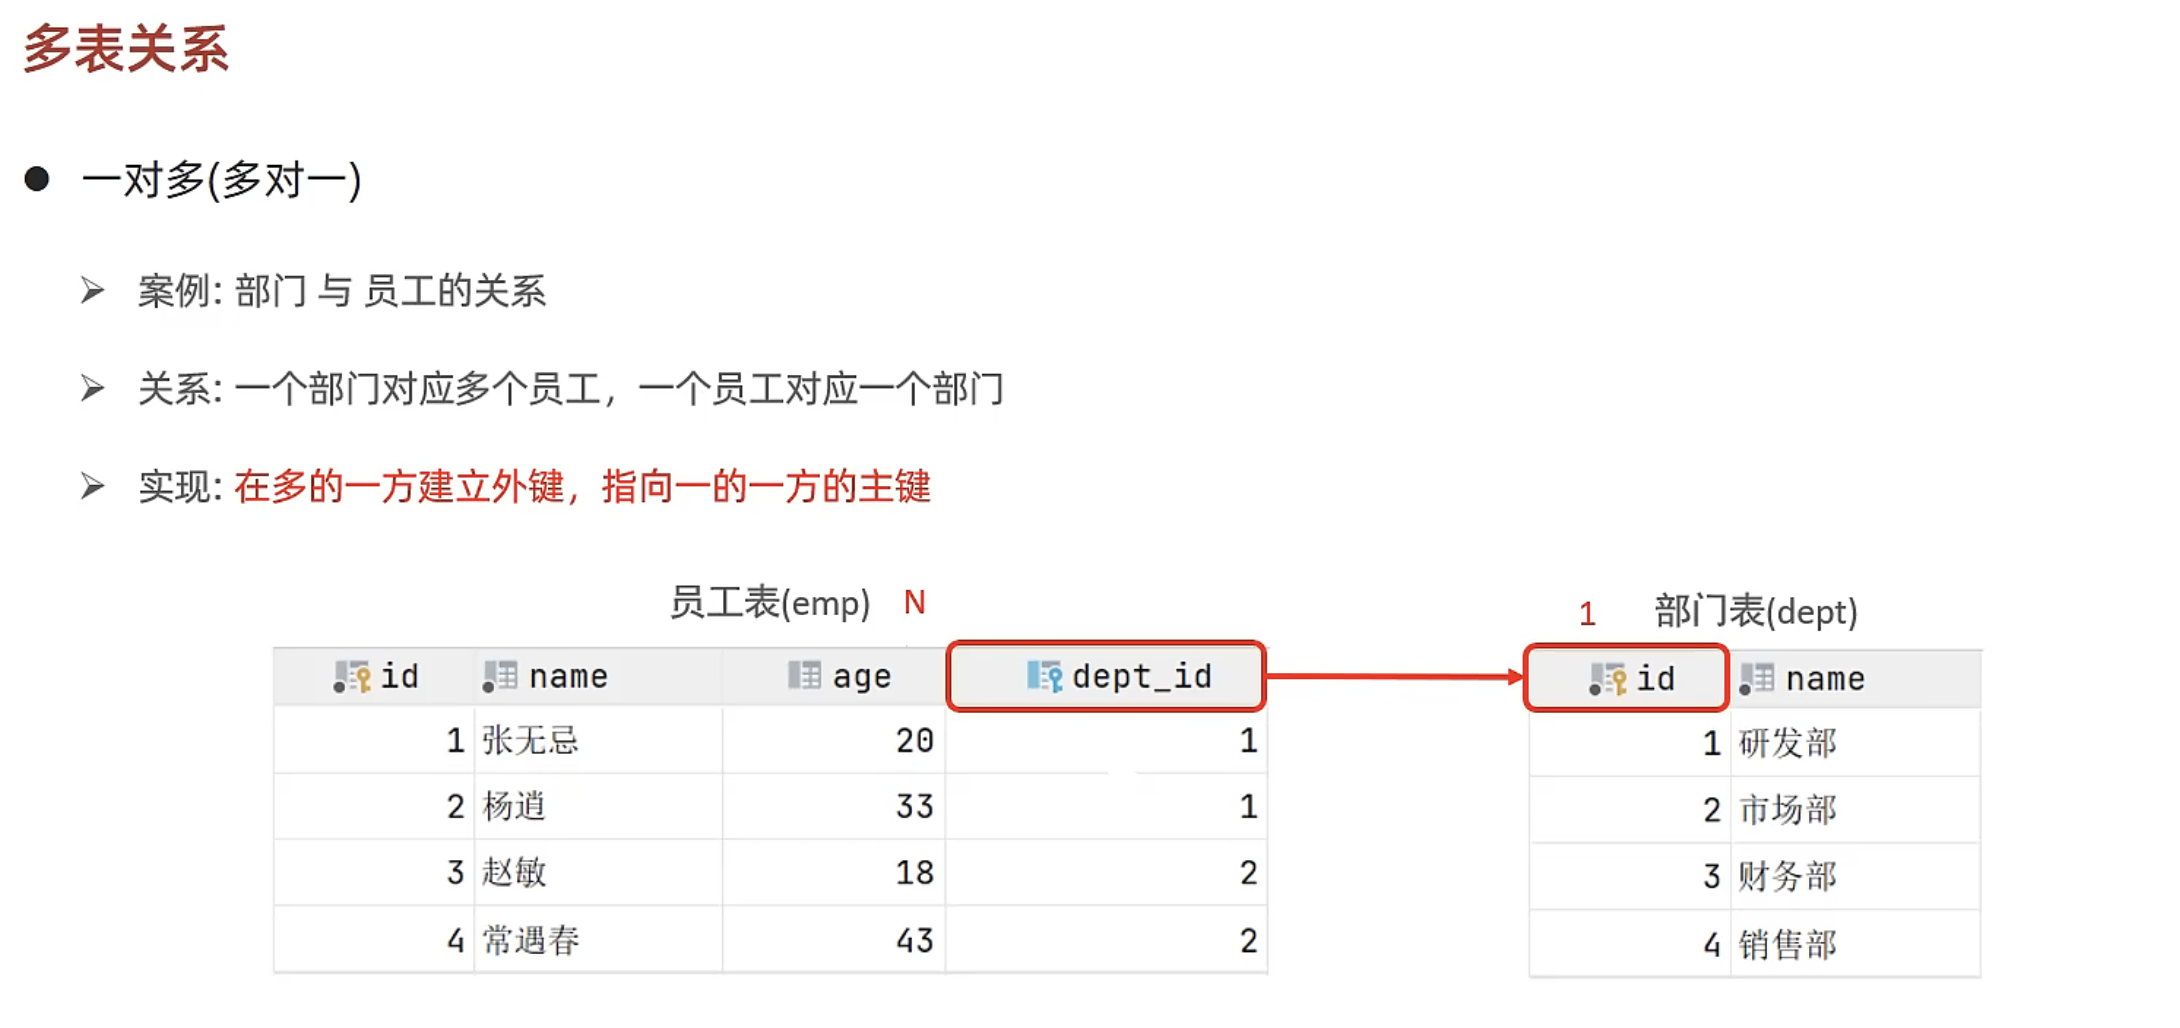 多表关系
● 一对多(多对一)
➢ 案例: 部门 与 员工的关系
➢ 关系: 一个部门对应多个员工，一个员工对应一个部门
➢ 实现: 在多的一方建立外键，指向一的一方的主键
员工表(emp) N
1 部门表(dept)
id name age dept_id
1 张无忌 20 1
2 杨逍 33 1
3 赵敏 18 2
4 常遇春 43 2
id name
1 研发部
2 市场部
3 财务部
4 销售部